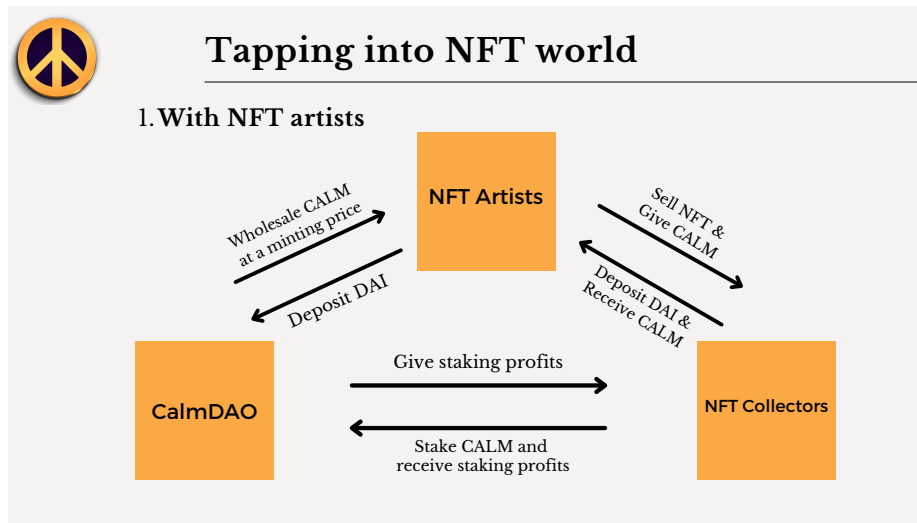 Tapping into NFT world
1. With NFT artists
NFT Artists
Wholesale CALM
at a minting price
Deposit DAI
Sell NFT &
Give CALM
Deposit DAI &
Receive CALM
CalmDAO
Give staking profits
Stake CALM and
receive staking profits
NFT Collectors